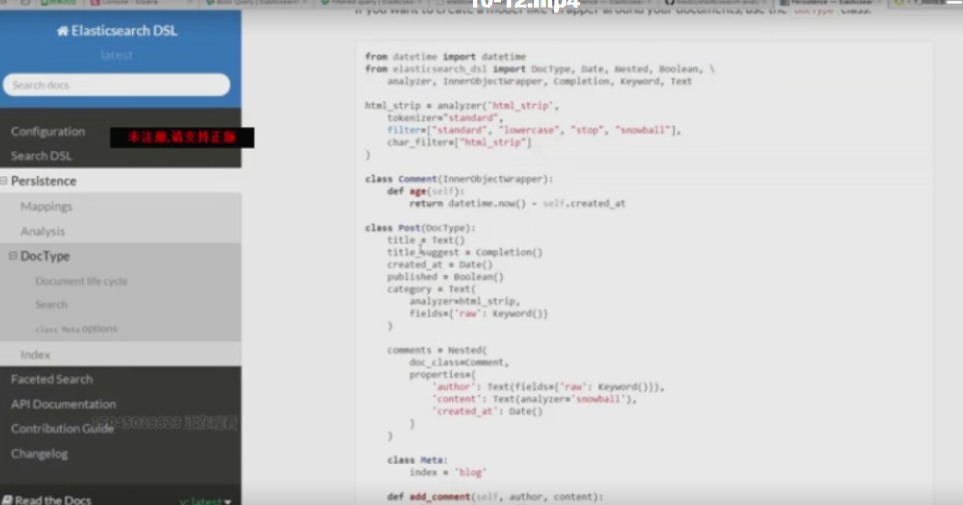 10-12.mp4
Elasticsearch DSL
latest
Search docs
Configuration
未注册,请支持正版
Search DSL
Persistence
Mappings
Analysis
DocType
Document life cycle
Search
class Meta options
Index
Faceted Search
API Documentation
Contribution Guide
Changelog
Read the Docs
v: latest
If you want to create a model-like wrapper around your documents, use the DocType class:
from datetime import datetime
from elasticsearch_dsl import DocType, Date, Nested, Boolean, \
    analyzer, InnerObjectWrapper, Completion, Keyword, Text
html_strip = analyzer('html_strip',
    tokenizer="standard",
    filter=["standard", "lowercase", "stop", "snowball"],
    char_filter=["html_strip"]
)
class Comment(InnerObjectWrapper):
    def age(self):
        return datetime.now() - self.created_at
class Post(DocType):
    title = Text()
    title_suggest = Completion()
    created_at = Date()
    published = Boolean()
    category = Text(
        analyzer=html_strip,
        fields={'raw': Keyword()}
    )
    comments = Nested(
        doc_class=Comment,
        properties={
            'author': Text(fields={'raw': Keyword()}),
            'content': Text(analyzer='snowball'),
            'created_at': Date()
        }
    )
    class Meta:
        index = 'blog'
    def add_comment(self, author, content):